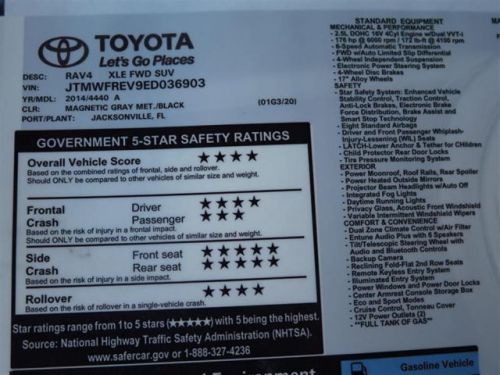 TOYOTA
Let's Go Places
DESC: RAV4 XLE FWD SUV
VIN: JTMWFREV9ED036903
YR/MDL: 2014/4440 A
CLR: MAGNETIC GRAY MET./BLACK (01G3/20)
PORT/PLANT: JACKSONVILLE, FL
GOVERNMENT 5-STAR SAFETY RATINGS
Overall Vehicle Score ★★★★
Based on the combined ratings of frontal, side and rollover.
Should ONLY be compared to other vehicles of similar size and weight.
Frontal Driver ★★★★
Crash Passenger ★★★
Based on the risk of injury in a frontal impact.
Should ONLY be compared to other vehicles of similar size and weight.
Side Front seat ★★★★★
Crash Rear seat ★★★★★
Based on the risk of injury in a side impact.
Rollover ★★★★
Based on the risk of rollover in a single-vehicle crash.
Star ratings range from 1 to 5 stars (★★★★★) with 5 being the highest.
Source: National Highway Traffic Safety Administration (NHTSA).
www.safercar.gov or 1-888-327-4236
STANDARD EQUIPMENT
MECHANICAL & PERFORMANCE
- 2.5L DOHC 16V 4Cyl Engine w/Dual VVT-i
- 176 hp @ 6000 rpm / 172 lb-ft @ 4100 rpm
- 6-Speed Automatic Transmission
- FWD w/Auto Limited Slip Differential
- 4-Wheel Independent Suspension
- Electronic Power Steering System
- 4-Wheel Disc Brakes
- 17" Alloy Wheels
SAFETY
- Star Safety System: Enhanced Vehicle
Stability Control, Traction Control,
Anti-Lock Brakes, Electronic Brake
Force Distribution, Brake Assist and
Smart Stop Technology
- Eight Standard Airbags
- Driver and Front Passenger Whiplash-
Injury-Lessening (WIL) Seats
- LATCH-Lower Anchor & Tether for CHildren
- Child Protector Rear Door Locks
- Tire Pressure Monitoring System
EXTERIOR
- Power Moonroof, Roof Rails, Rear Spoiler
- Power Heated Outside Mirrors
- Projector Beam Headlights w/Auto Off
- Integrated Fog Lights
- Daytime Running Lights
- Privacy Glass, Acoustic Front Windshield
- Variable Intermittent Windshield Wipers
COMFORT & CONVENIENCE
- Dual Zone Climate Control w/Air Filter
- Entune Audio Plus with 6 Speakers
- Tilt/Telescopic Steering Wheel with
Audio and Bluetooth Controls
- Backup Camera
- Reclining Fold-Flat 2nd Row Seats
- Remote Keyless Entry System
- Illuminated Entry System
- Power Windows and Power Door Locks
- Center Armrest Console Storage Box
- Eco and Sport Modes
- Cruise Control, Tonneau Cover
- 12V Power Outlets (2)
- **FULL TANK OF GAS**
Gasoline Vehicle